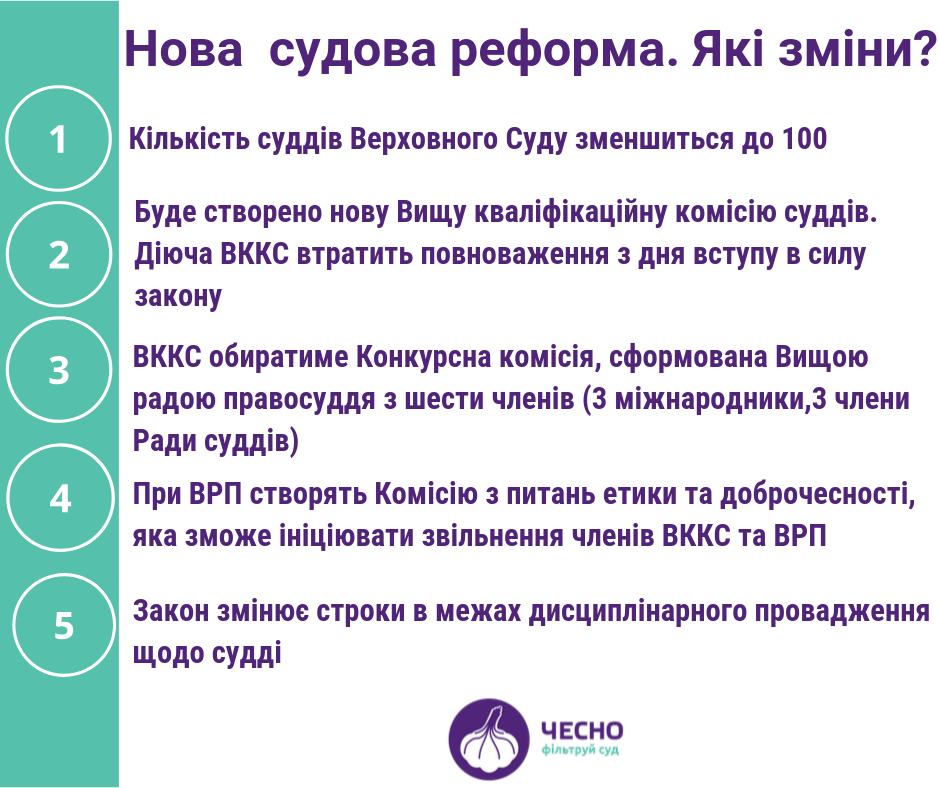 Нова судова реформа. Які зміни?
1
Кількість суддів Верховного Суду зменшиться до 100
2
Буде створено нову Вищу кваліфікаційну комісію суддів.
Діюча ВККС втратить повноваження з дня вступу в силу
закону
3
ВККС обиратиме Конкурсна комісія, сформована Вищою
радою правосуддя з шести членів (3 міжнародники,3 члени
Ради суддів)
4
При ВРП створять Комісію з питань етики та доброчесності,
яка зможе ініціювати звільнення членів ВККС та ВРП
5
Закон змінює строки в межах дисциплінарного провадження
щодо судді
ЧЕСНО
фільтруй суд